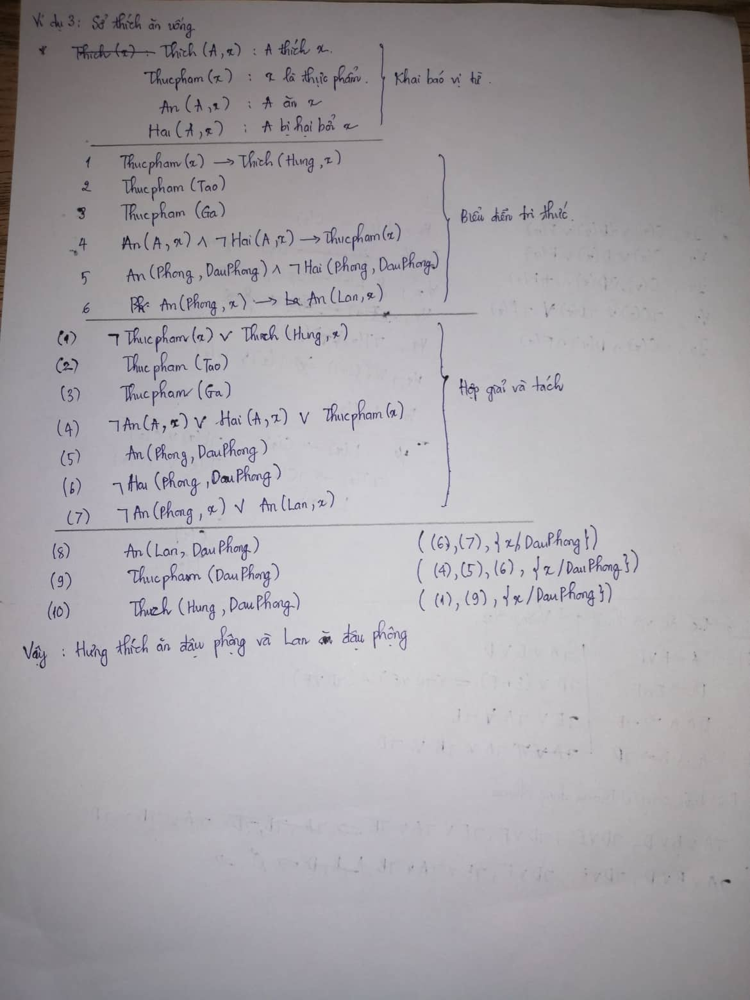 Ví dụ 3: Sở thích ăn uống
* Thich(x) : Thich (A,x) : A thích x.
Thucpham(x) : x là thực phẩm.
An (A,x) : A ăn x
Hai (A,x) : A bị hại bởi x
Khai báo vị từ.
1 Thucpham(x) → Thich(Hung,x)
2 Thucpham (Tao)
3 Thucpham (Ga)
4 An(A,x) ∧ ¬Hai(A,x) → Thucpham(x)
5 An(Phong, DauPhong) ∧ ¬Hai(Phong, DauPhong)
6 An(Phong,x) → An(Lan,x)
Biểu diễn tri thức.
(1) ¬Thucpham(x) ∨ Thich (Hung,x)
(2) Thucpham (Tao)
(3) Thucpham (Ga)
(4) ¬An(A,x) ∨ Hai(A,x) ∨ Thucpham(x)
(5) An(Phong, DauPhong)
(6) ¬Hai (Phong, DauPhong)
(7) ¬An(Phong, x) ∨ An(Lan, x)
Hợp giải và tách
(8) An(Lan, DauPhong) ((6),(7), {x/DauPhong})
(9) Thucpham (DauPhong) ((4),(5),(6), {x/DauPhong})
(10) Thich (Hung, DauPhong) ((1),(9), {x/DauPhong})
Vậy : Hưng thích ăn đậu phộng và Lan ăn đậu phộng